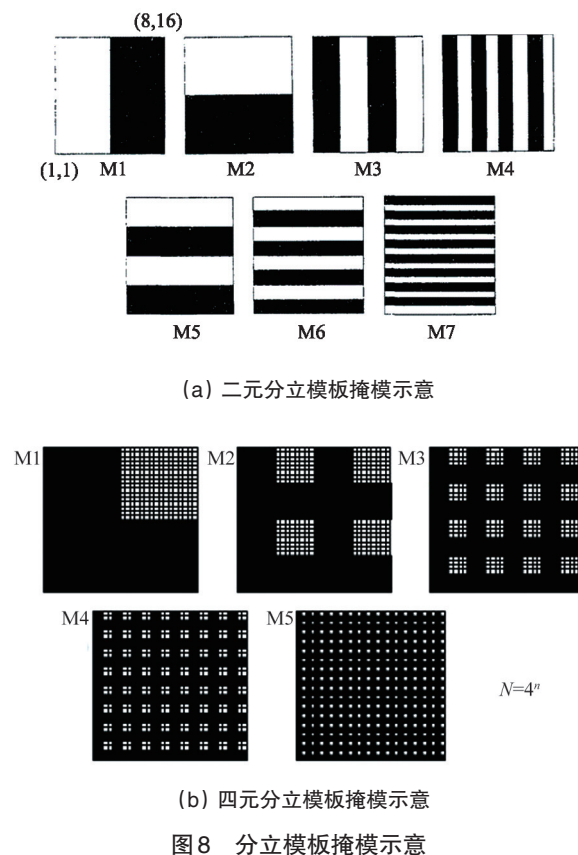 (8,16)
(1,1) M1 M2 M3 M4
M5 M6 M7
(a) 二元分立模板掩模示意
M1 M2 M3
M4 M5
N=4ⁿ
(b) 四元分立模板掩模示意
图8 分立模板掩模示意